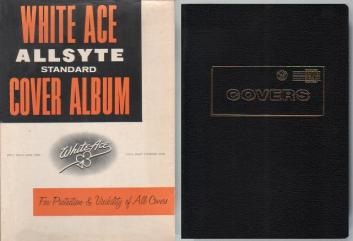 WHITE ACE
ALLSYTE
STANDARD
COVER ALBUM
White Ace
For Protection & Visibility of All Covers
COVERS